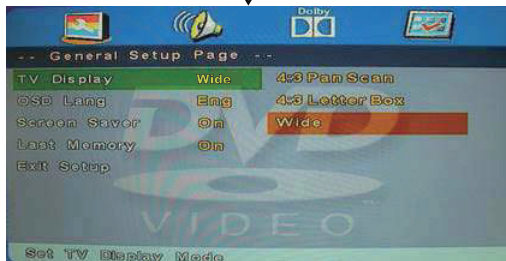 Dolby
-- General Setup Page --
TV Display Wide 4:3 Pan Scan
OSD Lang Eng 4:3 Letter Box
Screen Saver On Wide
Last Memory On
Exit Setup
DVD
VIDEO
Set TV Display Mode